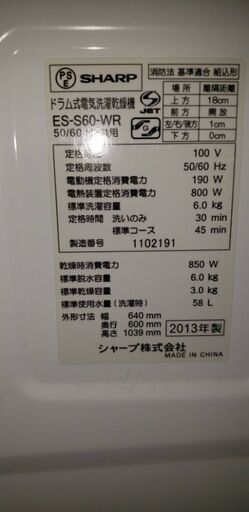 PSE
SHARP
消防法 基準適合 組込形
場所 離隔距離
上方 18cm
前方 開放
左右/後方 1cm
下方 0cm
ドラム式電気洗濯乾燥機
ES-S60-WR
JET
50/60 Hz共用
定格電圧 100 V
定格周波数 50/60 Hz
電動機定格消費電力 190 W
電熱装置定格消費電力 800 W
標準洗濯容量 6.0 kg
定格時間 洗いのみ 30 min
標準コース 45 min
製造番号 1102191
乾燥時消費電力 850 W
標準脱水容量 6.0 kg
標準乾燥容量 3.0 kg
標準使用水量(洗濯時) 58 L
外形寸法 幅 640 mm
奥行 600 mm
高さ 1039 mm
2013年製
シャープ株式会社
MADE IN CHINA